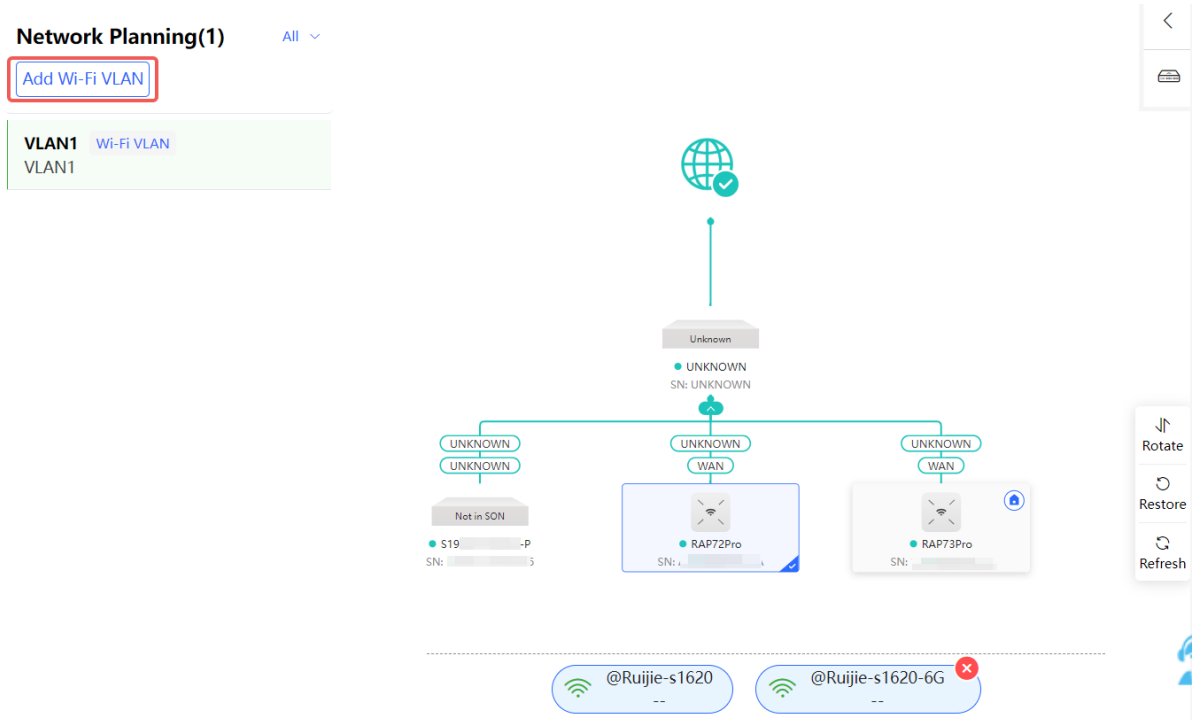 Network Planning(1)
All
Add Wi-Fi VLAN
VLAN1 Wi-Fi VLAN
VLAN1
Unknown
UNKNOWN
SN: UNKNOWN
UNKNOWN UNKNOWN UNKNOWN
UNKNOWN WAN WAN
Not in SON
S19 -P RAP72Pro RAP73Pro
SN: 5 SN: SN:
Rotate
Restore
Refresh
@Ruijie-s1620 @Ruijie-s1620-6G
-- --